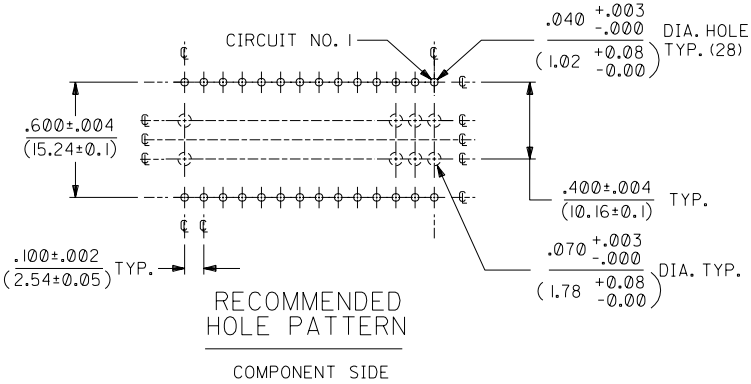 CIRCUIT NO. 1
.040 +.003 -.000
(1.02 +0.08 -0.00)
DIA. HOLE
TYP. (28)
.600±.004
(15.24±0.1)
.400±.004
(10.16±0.1)
TYP.
.100±.002
(2.54±0.05)
TYP.
.070 +.003 -.000
(1.78 +0.08 -0.00)
DIA. TYP.
RECOMMENDED
HOLE PATTERN
COMPONENT SIDE